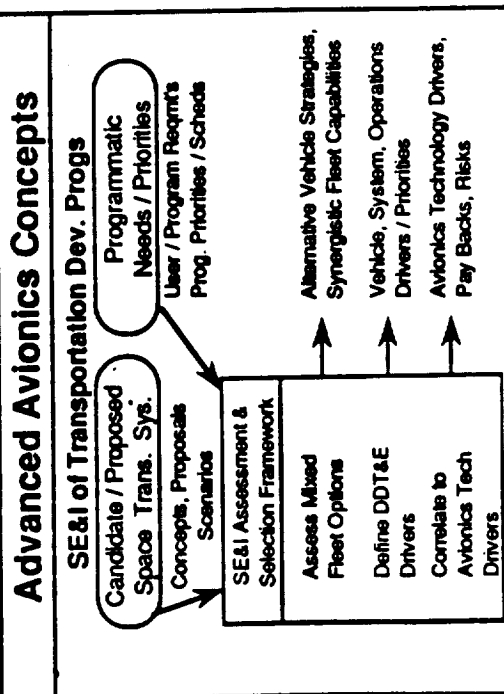 Advanced Avionics Concepts
SE&I of Transportation Dev. Progs
Candidate / Proposed
Space Trans. Sys.
Programmatic
Needs / Priorities
Concepts, Proposals
Scenarios
User / Program Reqmt's
Prog. Priorities / Scheds
SE&I Assessment &
Selection Framework
Assess Mixed
Fleet Options
Alternative Vehicle Strategies,
Synergistic Fleet Capabilities
Define DDT&E
Drivers
Vehicle, System, Operations
Drivers / Priorities
Correlate to
Avionics Tech
Drivers
Avionics Technology Drivers,
Pay Backs, Risks